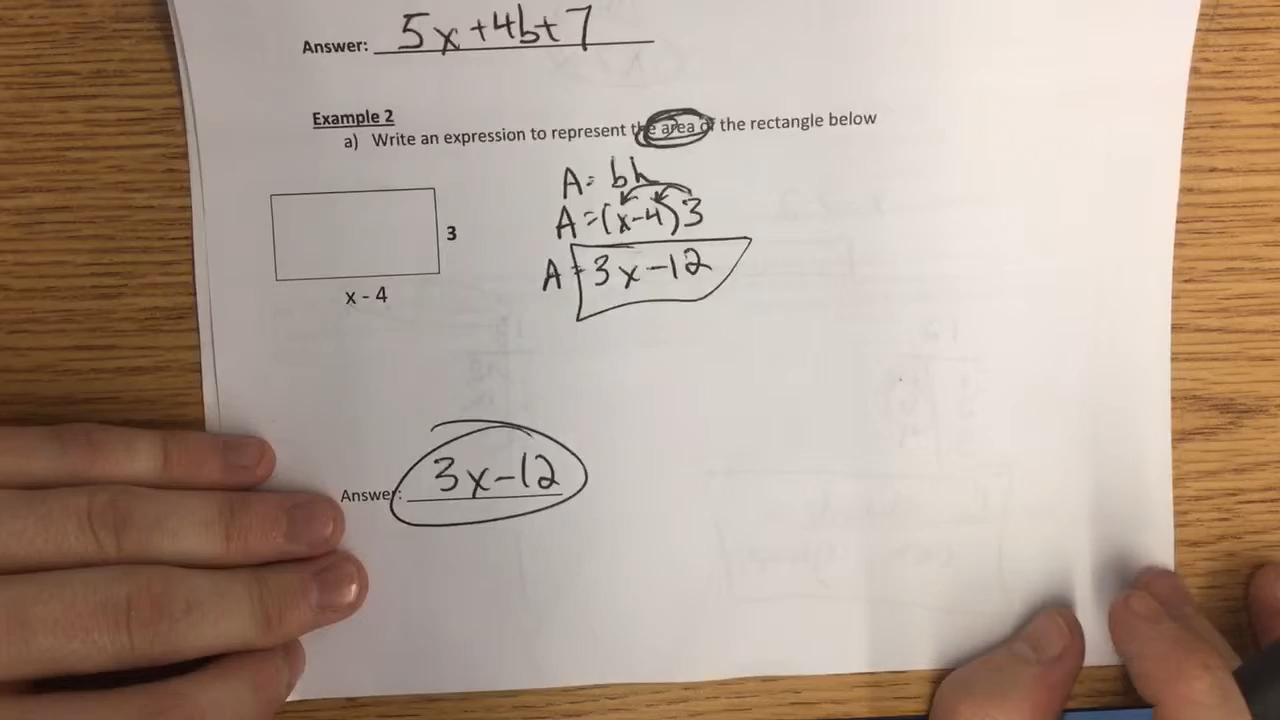 Answer: 5x+4b+7
Example 2
a) Write an expression to represent the area of the rectangle below
A = bh
A = (x-4)3
3
A = 3x-12
x - 4
Answer: 3x-12